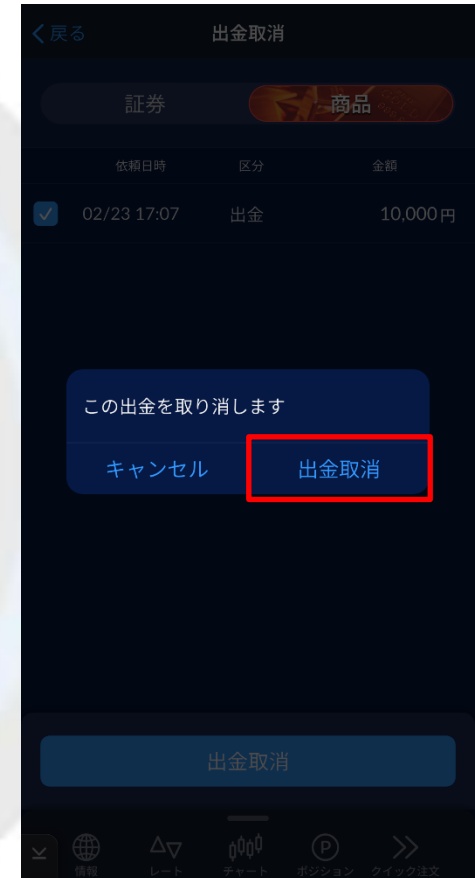 戻る 出金取消
証券 商品
依頼日時 区分 金額
02/23 17:07 出金 10,000円
この出金を取り消します
キャンセル 出金取消
出金取消
情報 レート チャート ポジション クイック注文